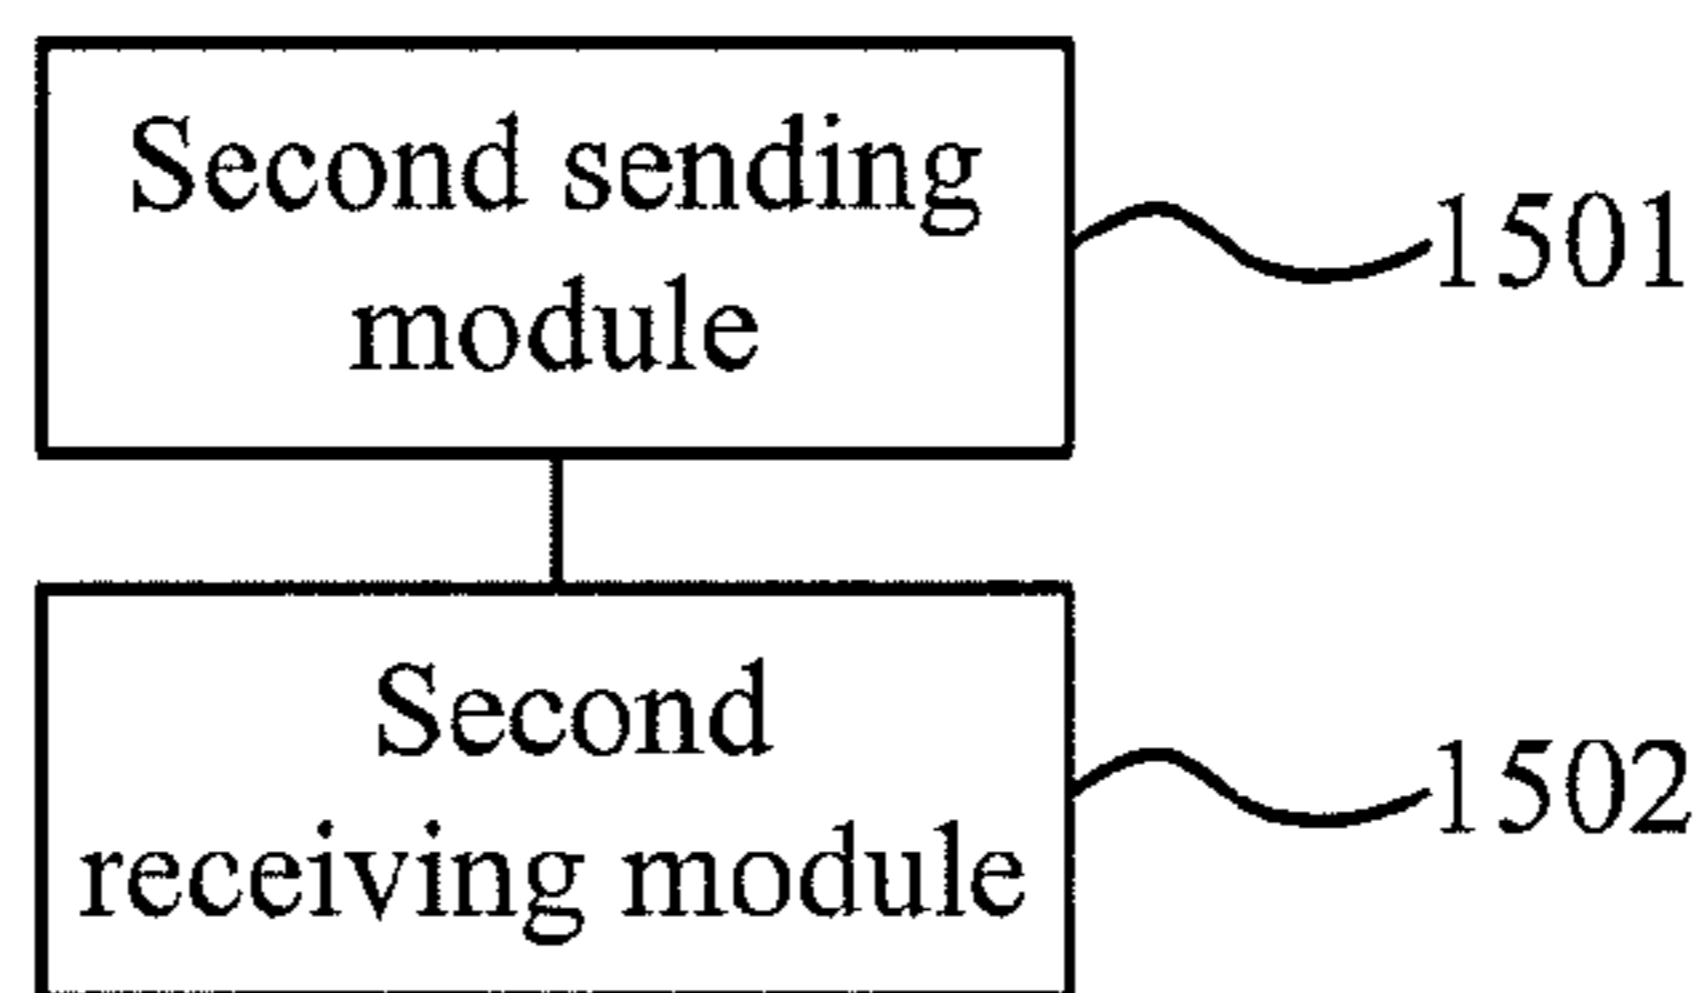 Second sending
module
1501
Second
receiving module
1502